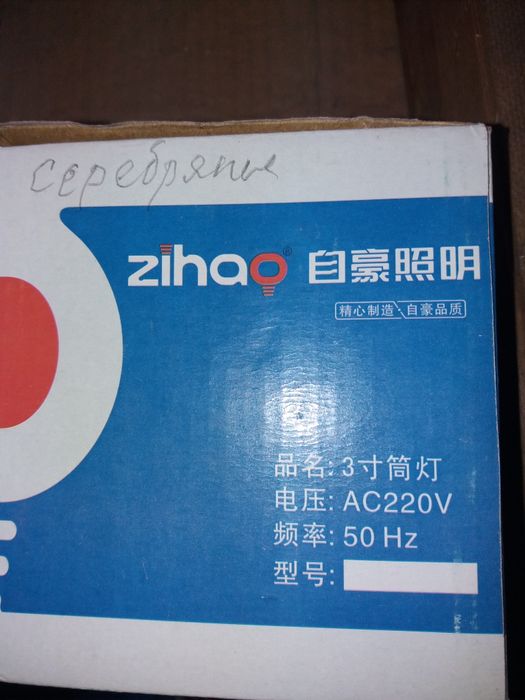 серебряные
zihao® 自豪照明
精心制造 自豪品质
品名: 3寸筒灯
电压: AC220V
频率: 50 Hz
型号: